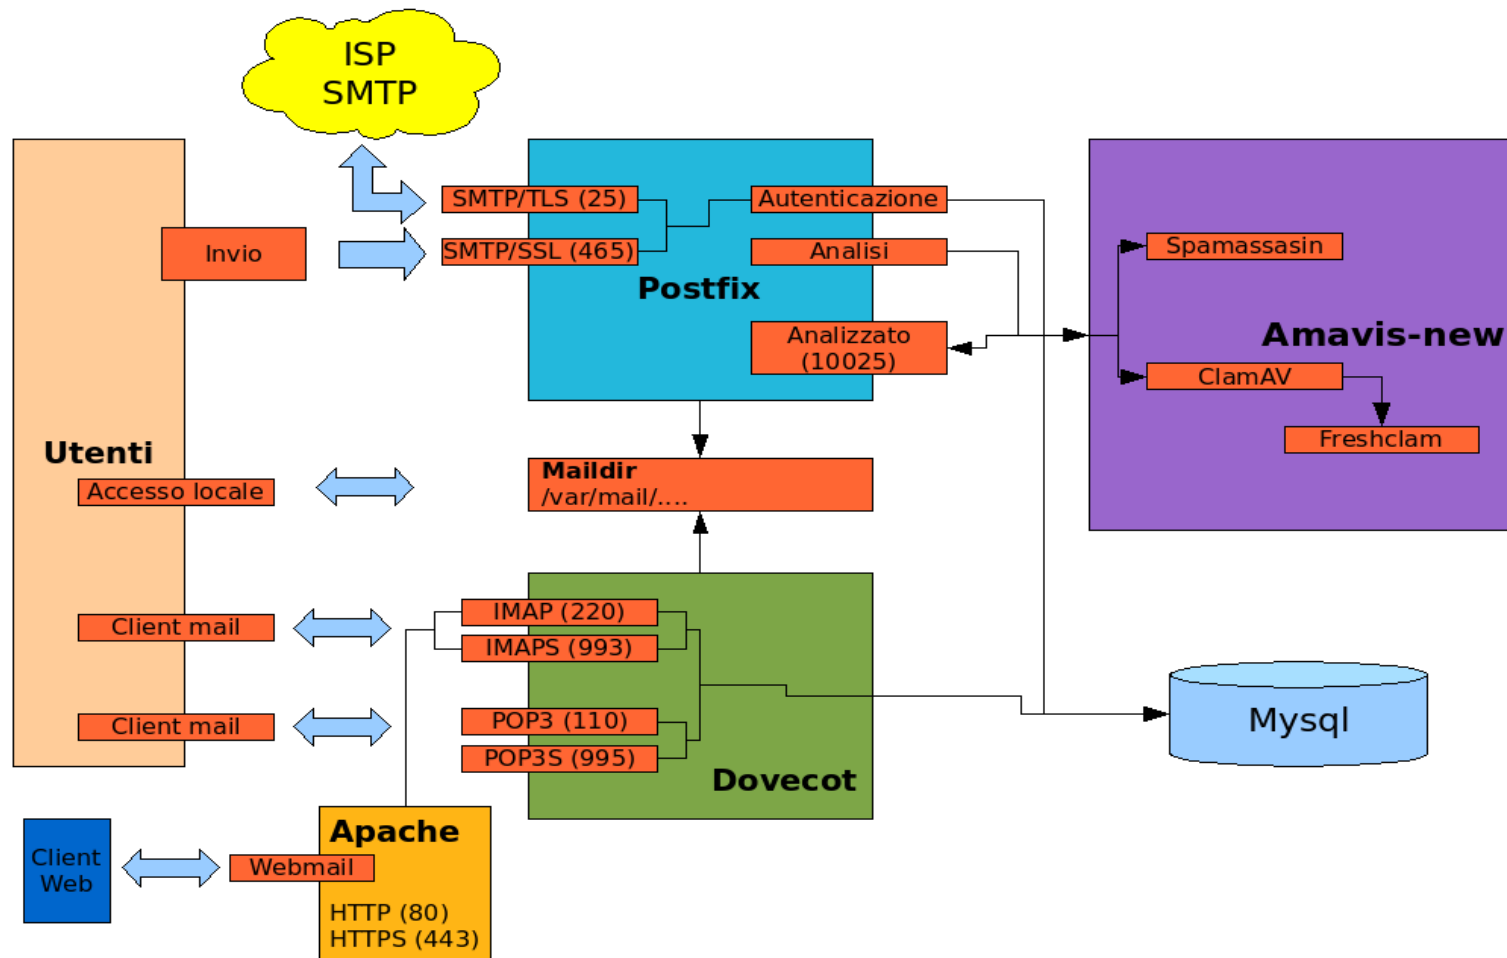 ISP
SMTP
SMTP/TLS (25)
Autenticazione
Invio
SMTP/SSL (465)
Analisi
Spamassasin
Postfix
Analizzato
(10025)
Amavis-new
ClamAV
Freshclam
Utenti
Accesso locale
Maildir
/var/mail/....
Client mail
IMAP (220)
IMAPS (993)
Client mail
POP3 (110)
POP3S (995)
Mysql
Dovecot
Apache
Client
Web
Webmail
HTTP (80)
HTTPS (443)